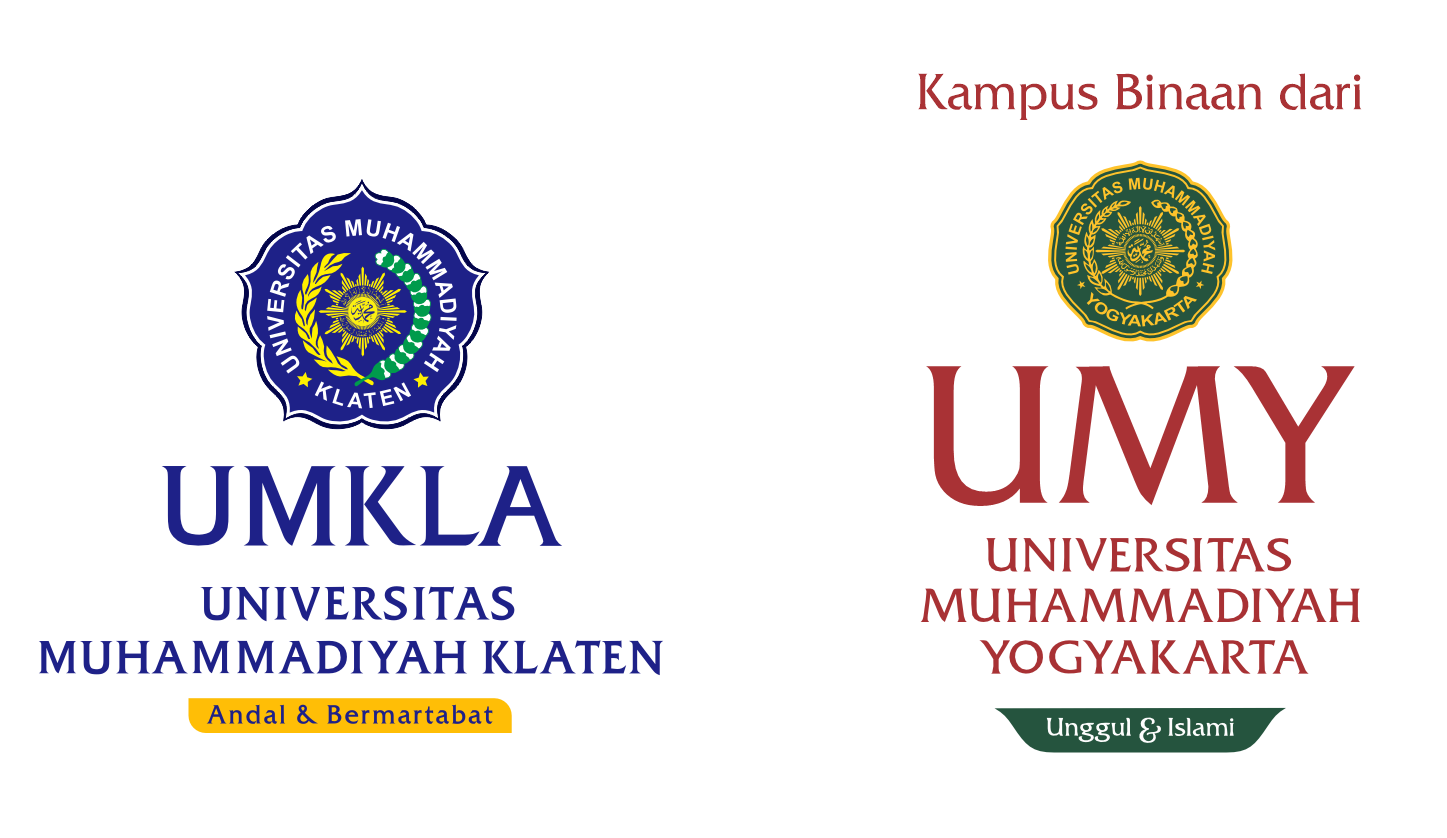 UNIVERSITAS MUHAMMADIYAH
KLATEN
UMKLA
UNIVERSITAS
MUHAMMADIYAH KLATEN
Andal & Bermartabat
Kampus Binaan dari
UNIVERSITAS MUHAMMADIYAH
YOGYAKARTA
UMY
UNIVERSITAS
MUHAMMADIYAH
YOGYAKARTA
Unggul & Islami